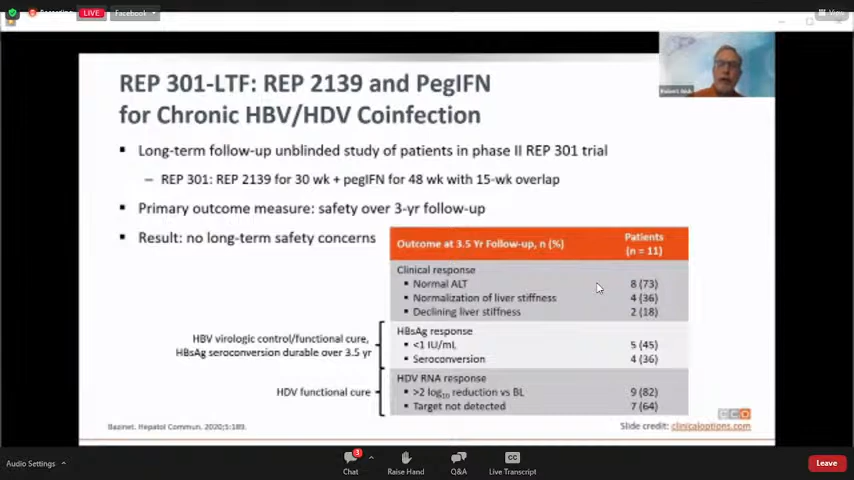 LIVE
Facebook
View
REP 301-LTF: REP 2139 and PegIFN
for Chronic HBV/HDV Coinfection
▪ Long-term follow-up unblinded study of patients in phase II REP 301 trial
– REP 301: REP 2139 for 30 wk + pegIFN for 48 wk with 15-wk overlap
▪ Primary outcome measure: safety over 3-yr follow-up
▪ Result: no long-term safety concerns
Outcome at 3.5 Yr Follow-up, n (%) Patients
(n = 11)
Clinical response
▪ Normal ALT 8 (73)
▪ Normalization of liver stiffness 4 (36)
▪ Declining liver stiffness 2 (18)
HBV virologic control/functional cure,
HBsAg seroconversion durable over 3.5 yr
HBsAg response
▪ <1 IU/mL 5 (45)
▪ Seroconversion 4 (36)
HDV functional cure
HDV RNA response
▪ >2 log10 reduction vs BL 9 (82)
▪ Target not detected 7 (64)
CCO
Bazinet. Hepatol Commun. 2020;5:189.
Slide credit: clinicaloptions.com
Audio Settings
3
Chat
Raise Hand
Q&A
CC
Live Transcript
Leave